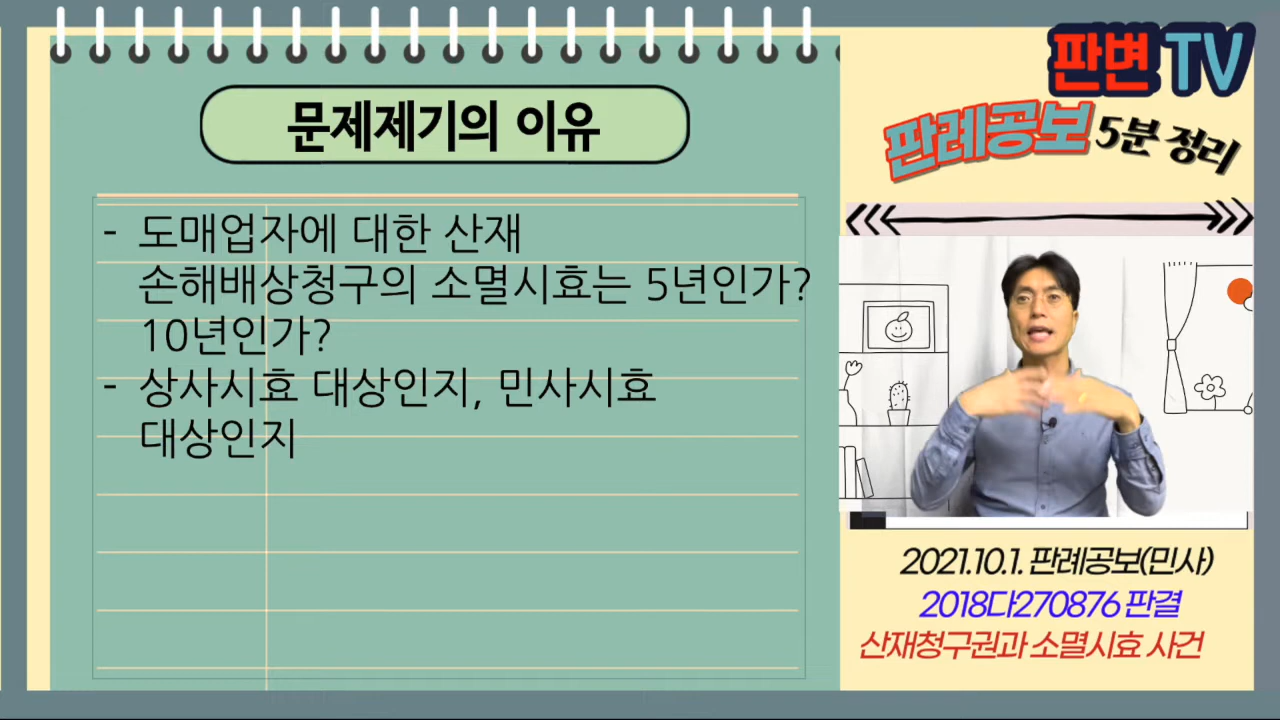 문제제기의 이유
- 도매업자에 대한 산재
손해배상청구의 소멸시효는 5년인가?
10년인가?
- 상사시효 대상인지, 민사시효
대상인지
판변 TV
판례공보 5분 정리
2021.10.1. 판례공보(민사)
2018다270876 판결
산재청구권과 소멸시효 사건